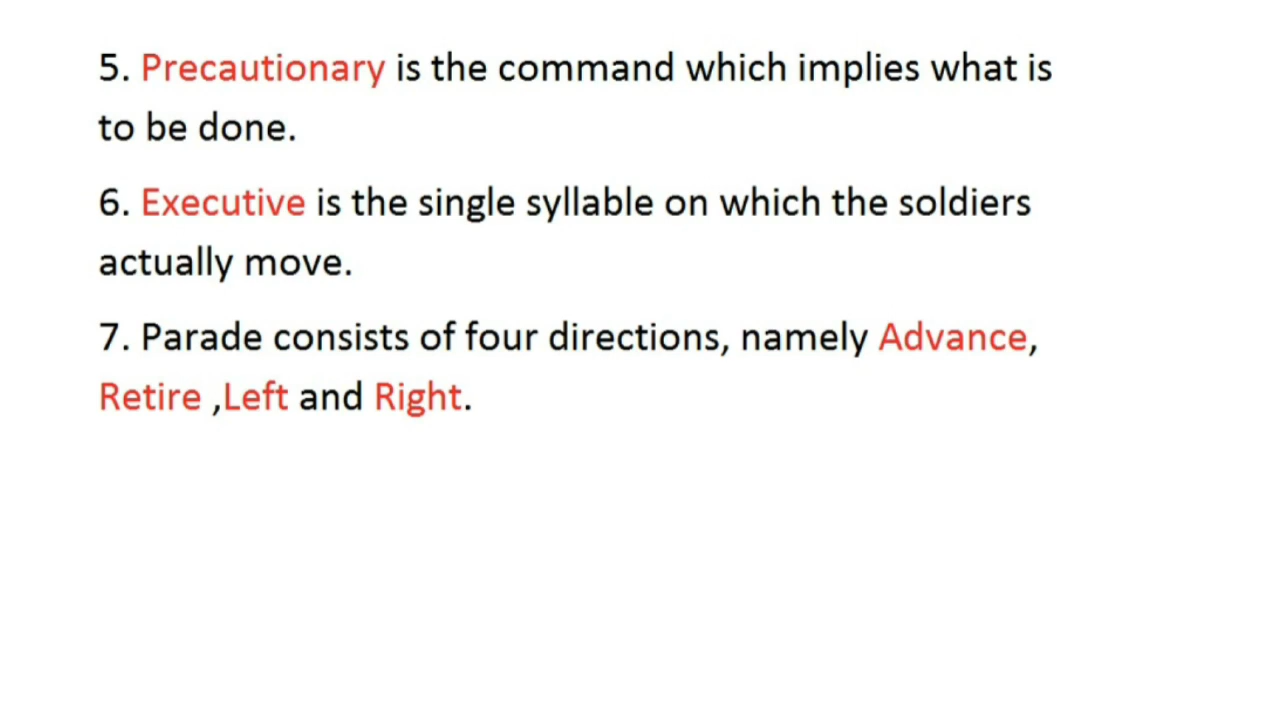 5. Precautionary is the command which implies what is
to be done.
6. Executive is the single syllable on which the soldiers
actually move.
7. Parade consists of four directions, namely Advance,
Retire ,Left and Right.